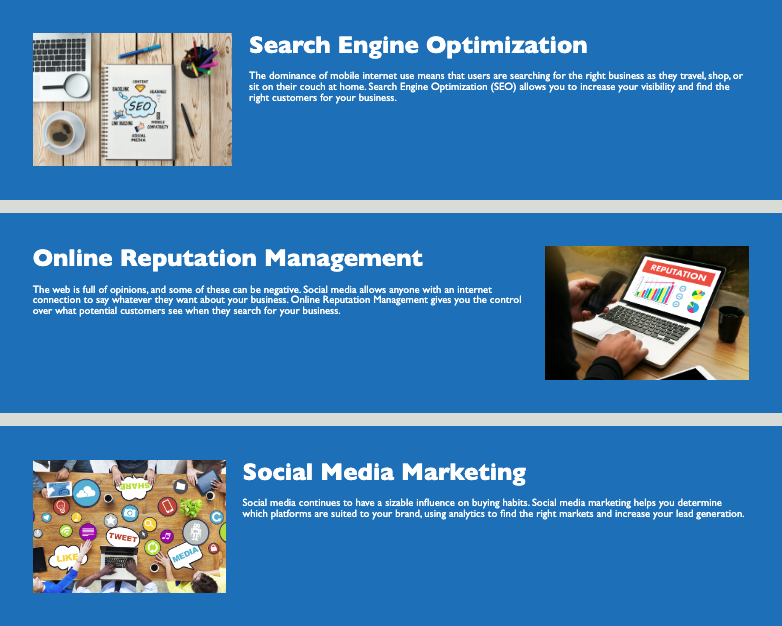 CONTENT
BACKLINK
SEO
LINK BUILDING
MOBILE
COMPATIBILITY
SOCIAL
MEDIA
Search Engine Optimization
The dominance of mobile internet use means that users are searching for the right business as they travel, shop, or
sit on their couch at home. Search Engine Optimization (SEO) allows you to increase your visibility and find the
right customers for your business.
Online Reputation Management
The web is full of opinions, and some of these can be negative. Social media allows anyone with an internet
connection to say whatever they want about your business. Online Reputation Management gives you the control
over what potential customers see when they search for your business.
REPUTATION
SHARE
TWEET
LIKE
MEDIA
Social Media Marketing
Social media continues to have a sizable influence on buying habits. Social media marketing helps you determine
which platforms are suited to your brand, using analytics to find the right markets and increase your lead generation.